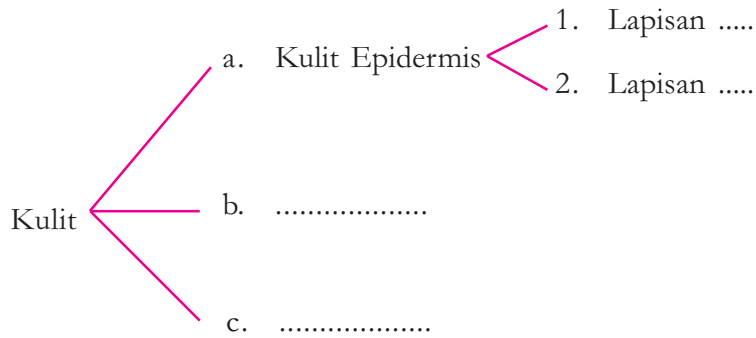 1. Lapisan .....
a. Kulit Epidermis
2. Lapisan .....
b. ...................
Kulit
c. ...................